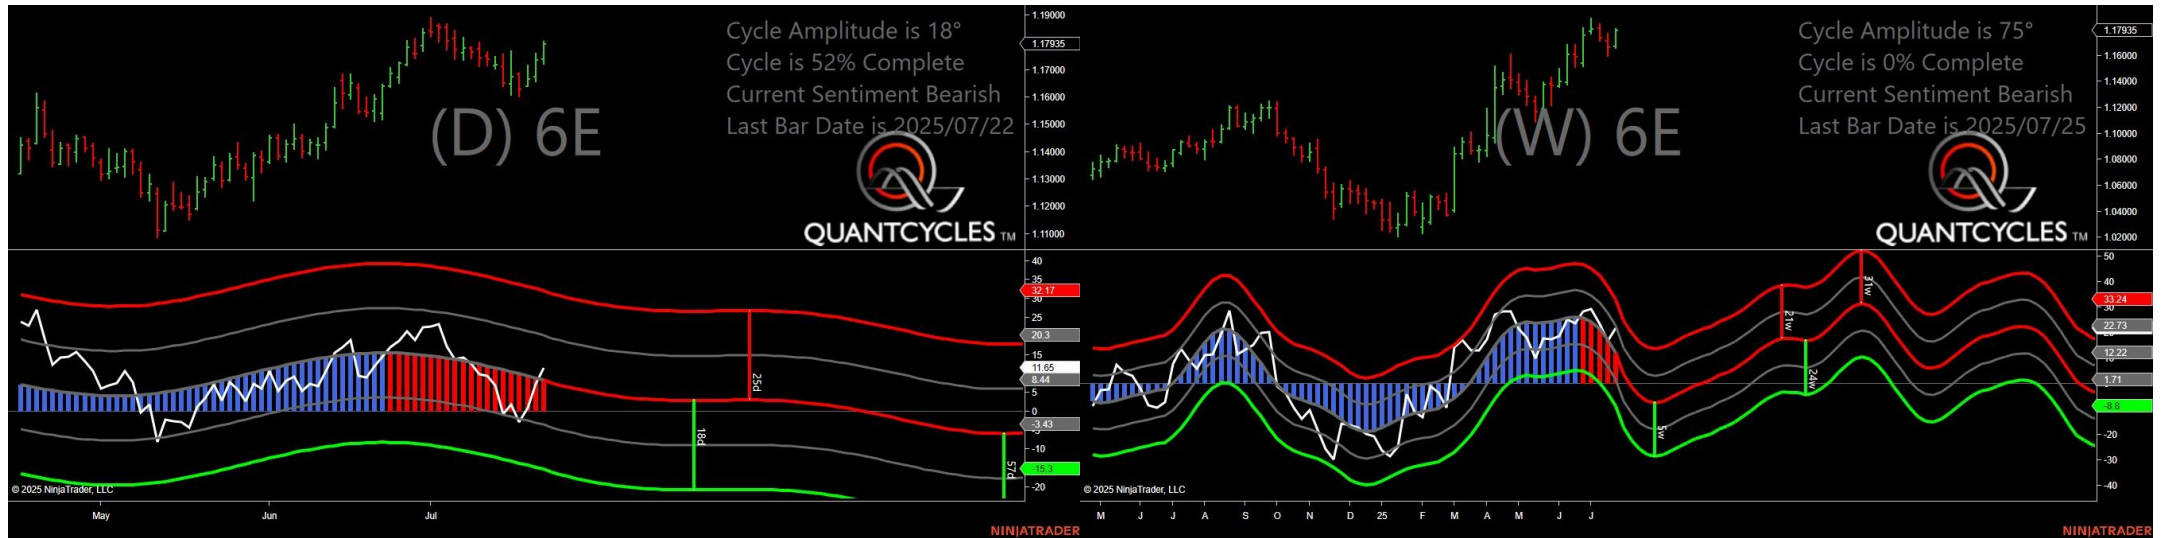 Cycle Amplitude is 18°
Cycle is 52% Complete
Current Sentiment Bearish
Last Bar Date is 2025/07/22
(D) 6E
QUANTCYCLES TM
1.19000
1.17935
1.17000
1.16000
1.15000
1.14000
1.13000
1.12000
1.11000
40
35
32.17
30
25
20.3
15
11.65
8.44
5
0
-3.43
-10
-15.3
-20
25d
18d
57d
© 2025 NinjaTrader, LLC
May Jun Jul
NINJATRADER
Cycle Amplitude is 75°
Cycle is 0% Complete
Current Sentiment Bearish
Last Bar Date is 2025/07/25
(W) 6E
QUANTCYCLES TM
1.17935
1.16000
1.14000
1.12000
1.10000
1.08000
1.06000
1.04000
1.02000
50
40
33.24
30
22.73
12.22
1.71
-8.8
-20
-30
-40
21w
31w
24w
5w
© 2025 NinjaTrader, LLC
M J J A S O N D 25 F M A M J J
NINJATRADER